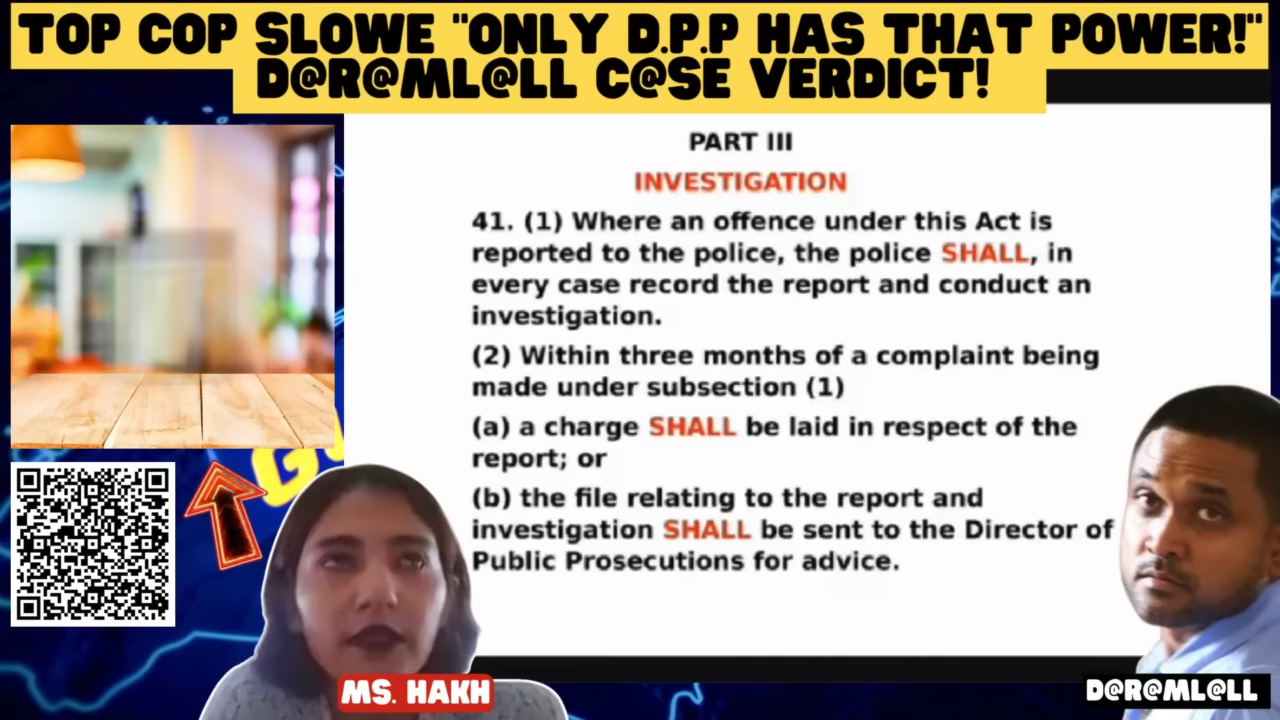 TOP COP SLOWE "ONLY D.P.P HAS THAT POWER!"
D@R@ML@LL C@SE VERDICT!
PART III
INVESTIGATION
41. (1) Where an offence under this Act is
reported to the police, the police SHALL, in
every case record the report and conduct an
investigation.
(2) Within three months of a complaint being
made under subsection (1)
(a) a charge SHALL be laid in respect of the
report; or
(b) the file relating to the report and
investigation SHALL be sent to the Director of
Public Prosecutions for advice.
MS. HAKH
D@R@ML@LL